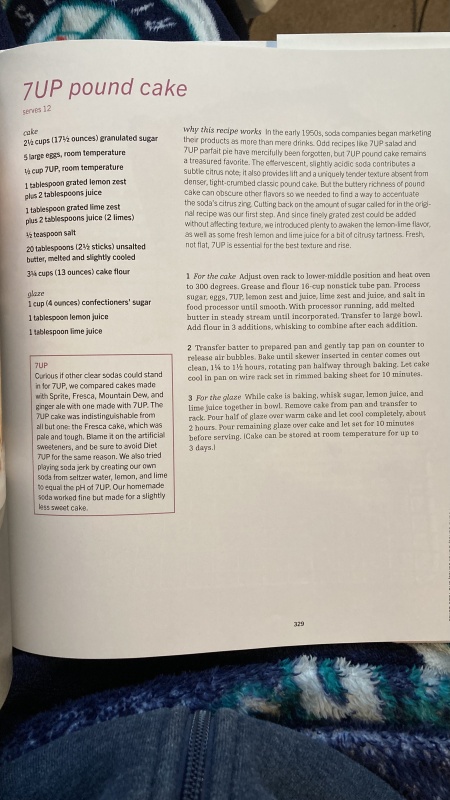 7UP pound cake
serves 12
cake
2½ cups (17½ ounces) granulated sugar
5 large eggs, room temperature
½ cup 7UP, room temperature
1 tablespoon grated lemon zest
plus 2 tablespoons juice
1 tablespoon grated lime zest
plus 2 tablespoons juice (2 limes)
½ teaspoon salt
20 tablespoons (2½ sticks) unsalted
butter, melted and slightly cooled
3¼ cups (13 ounces) cake flour
glaze
1 cup (4 ounces) confectioners' sugar
1 tablespoon lemon juice
1 tablespoon lime juice
7UP
Curious if other clear sodas could stand
in for 7UP, we compared cakes made
with Sprite, Fresca, Mountain Dew, and
ginger ale with one made with 7UP. The
7UP cake was indistinguishable from
all but one: the Fresca cake, which was
pale and tough. Blame it on the artificial
sweeteners, and be sure to avoid Diet
7UP for the same reason. We also tried
playing soda jerk by creating our own
soda from seltzer water, lemon, and lime
to equal the pH of 7UP. Our homemade
soda worked fine but made for a slightly
less sweet cake.
why this recipe works In the early 1950s, soda companies began marketing
their products as more than mere drinks. Odd recipes like 7UP salad and
7UP parfait pie have mercifully been forgotten, but 7UP pound cake remains
a treasured favorite. The effervescent, slightly acidic soda contributes a
subtle citrus note; it also provides lift and a uniquely tender texture absent from
denser, tight-crumbed classic pound cake. But the buttery richness of pound
cake can obscure other flavors so we needed to find a way to accentuate
the soda's citrus zing. Cutting back on the amount of sugar called for in the origi-
nal recipe was our first step. And since finely grated zest could be added
without affecting texture, we introduced plenty to awaken the lemon-lime flavor,
as well as some fresh lemon and lime juice for a bit of citrusy tartness. Fresh,
not flat, 7UP is essential for the best texture and rise.
1 For the cake Adjust oven rack to lower-middle position and heat oven
to 300 degrees. Grease and flour 16-cup nonstick tube pan. Process
sugar, eggs, 7UP, lemon zest and juice, lime zest and juice, and salt in
food processor until smooth. With processor running, add melted
butter in steady stream until incorporated. Transfer to large bowl.
Add flour in 3 additions, whisking to combine after each addition.
2 Transfer batter to prepared pan and gently tap pan on counter to
release air bubbles. Bake until skewer inserted in center comes out
clean, 1¼ to 1½ hours, rotating pan halfway through baking. Let cake
cool in pan on wire rack set in rimmed baking sheet for 10 minutes.
3 For the glaze While cake is baking, whisk sugar, lemon juice, and
lime juice together in bowl. Remove cake from pan and transfer to
rack. Pour half of glaze over warm cake and let cool completely, about
2 hours. Pour remaining glaze over cake and let set for 10 minutes
before serving. (Cake can be stored at room temperature for up to
3 days.)
329